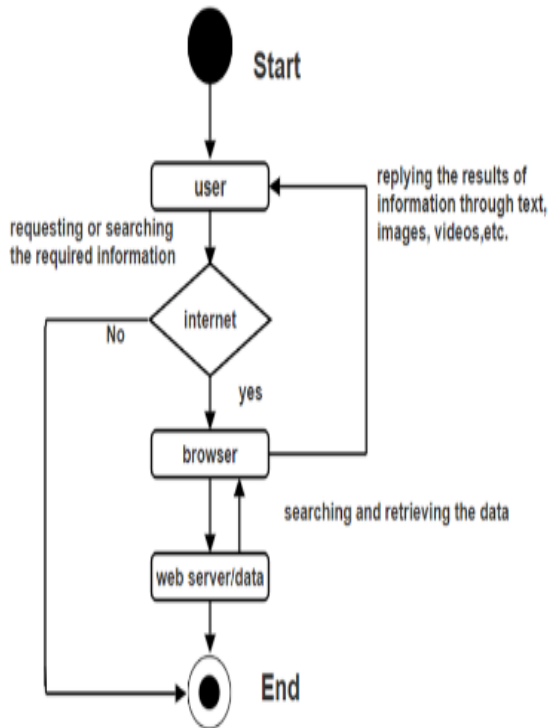 Start
user
replying the results of
information through text,
images, videos,etc.
requesting or searching
the required information
internet
No
yes
browser
searching and retrieving the data
web server/data
End